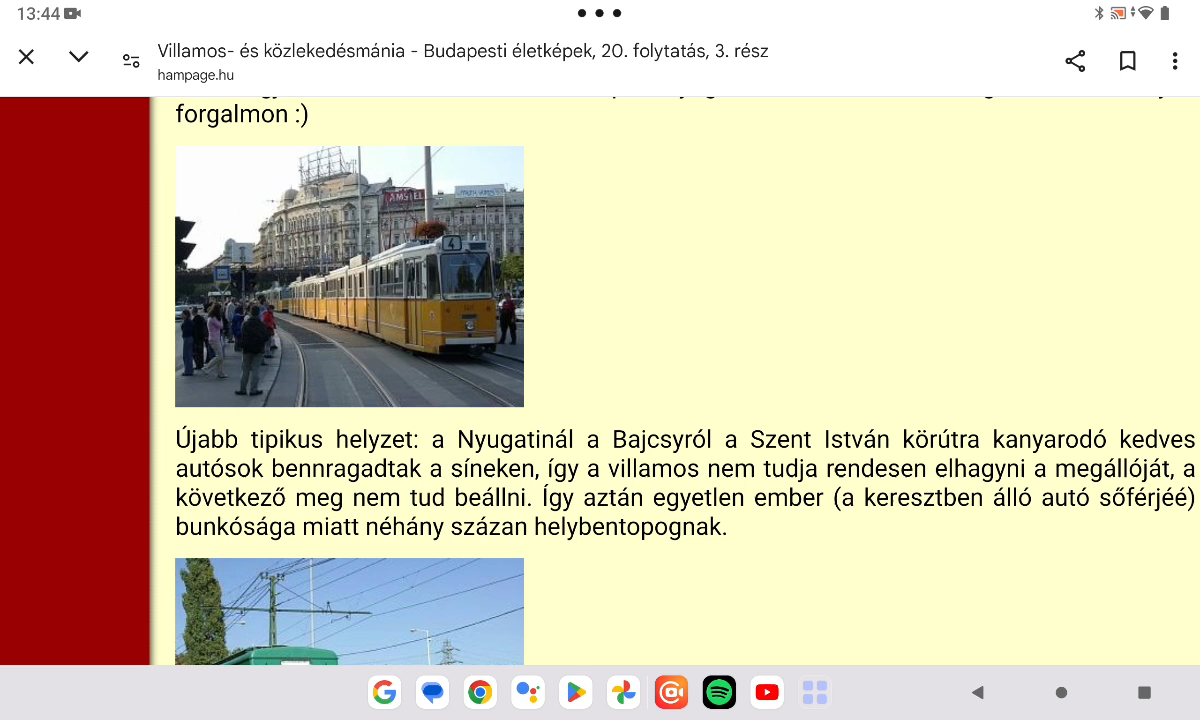 13:44
Villamos- és közlekedésmánia - Budapesti életképek, 20. folytatás, 3. rész
hampage.hu
forgalmon :)
AMSTEL
4
Újabb tipikus helyzet: a Nyugatinál a Bajcsyról a Szent István körútra kanyarodó kedves
autósok bennragadtak a síneken, így a villamos nem tudja rendesen elhagyni a megállóját, a
következő meg nem tud beállni. Így aztán egyetlen ember (a keresztben álló autó sőférjéé)
bunkósága miatt néhány százan helybentopognak.